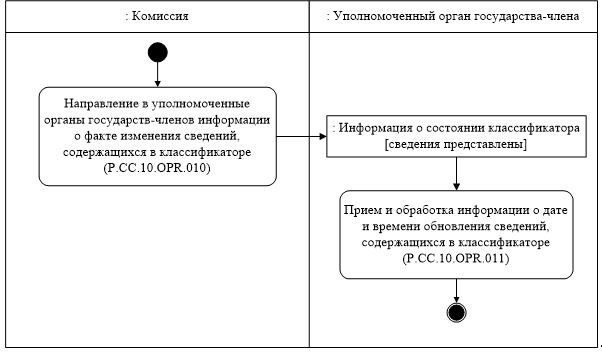 : Комиссия
: Уполномоченный орган государства-члена
Направление в уполномоченные
органы государств-членов информации
о факте изменения сведений,
содержащихся в классификаторе
(P.CC.10.OPR.010)
: Информация о состоянии классификатора
[сведения представлены]
Прием и обработка информации о дате
и времени обновления сведений,
содержащихся в классификаторе
(P.CC.10.OPR.011)